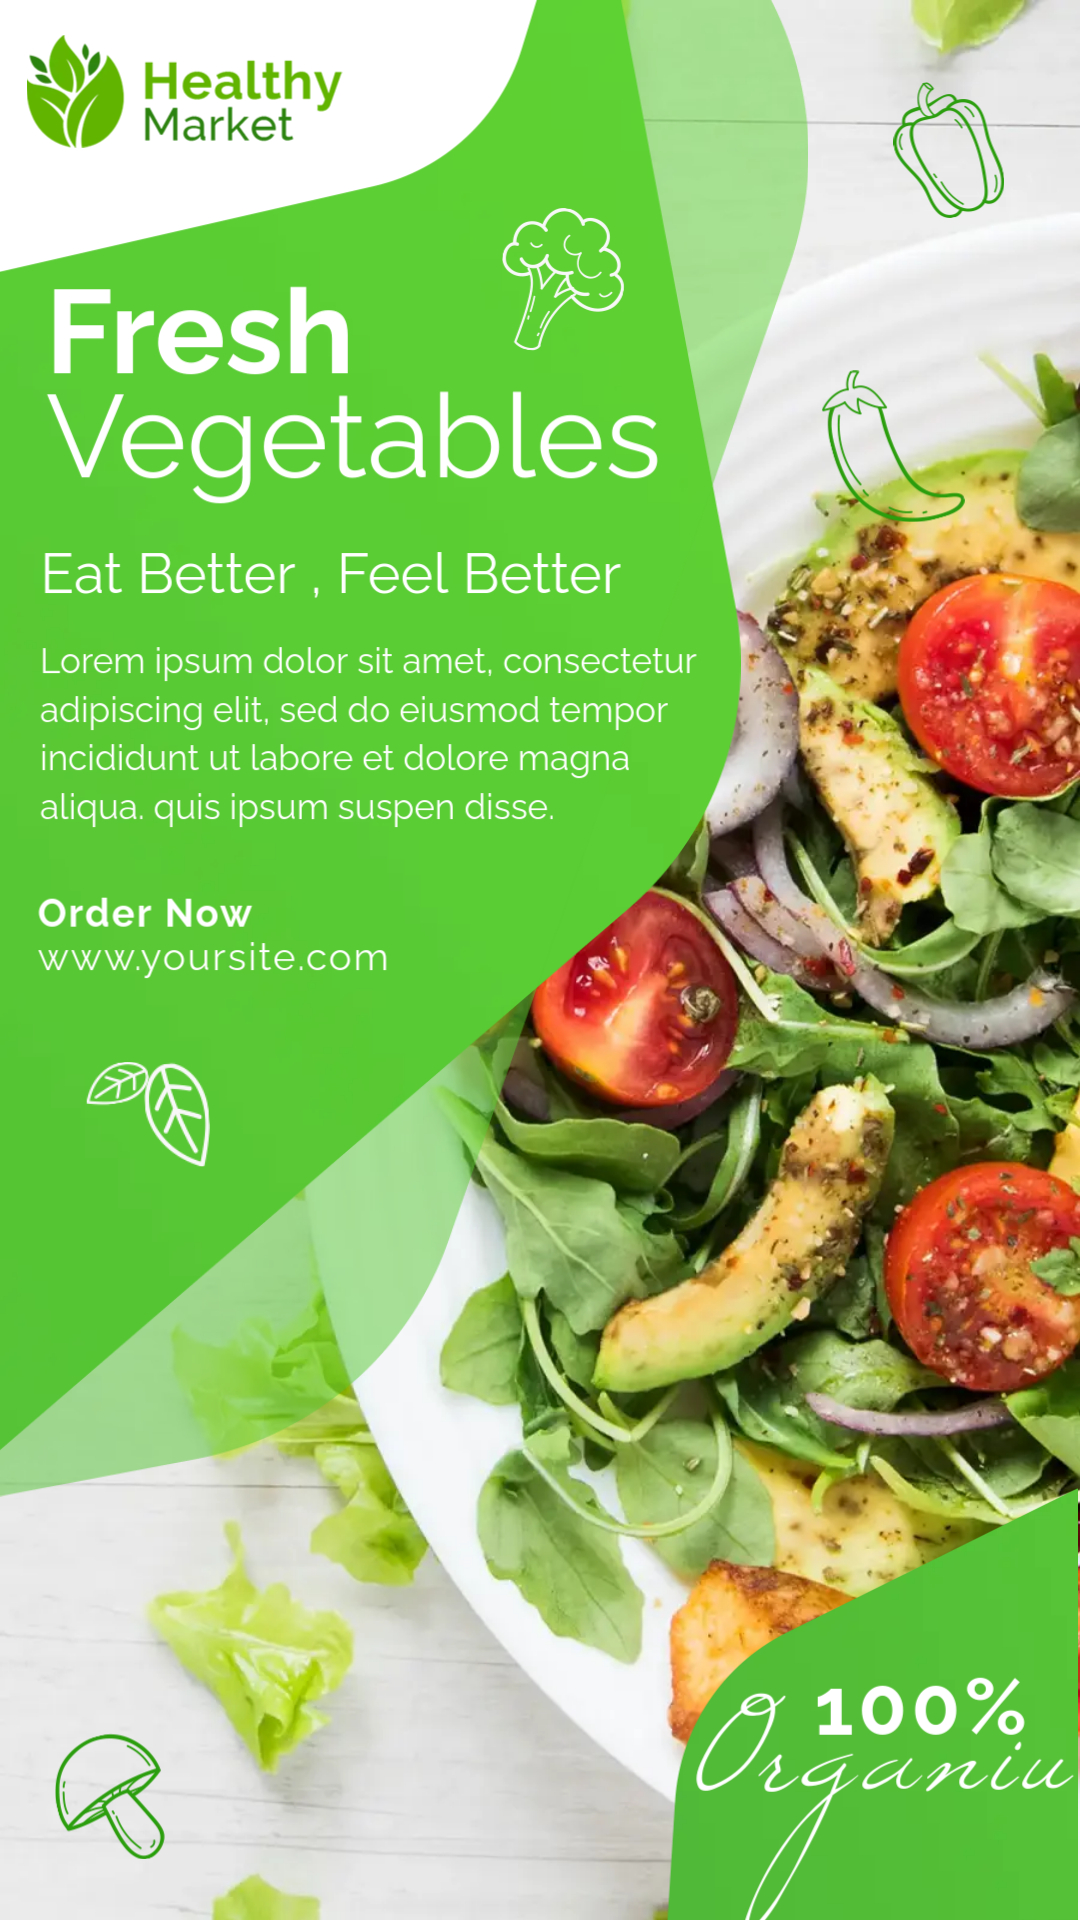 Healthy
Market
Fresh
Vegetables
Eat Better , Feel Better
Lorem ipsum dolor sit amet, consectetur
adipiscing elit, sed do eiusmod tempor
incididunt ut labore et dolore magna
aliqua. quis ipsum suspen disse.
Order Now
www.yoursite.com
100%
Organiu